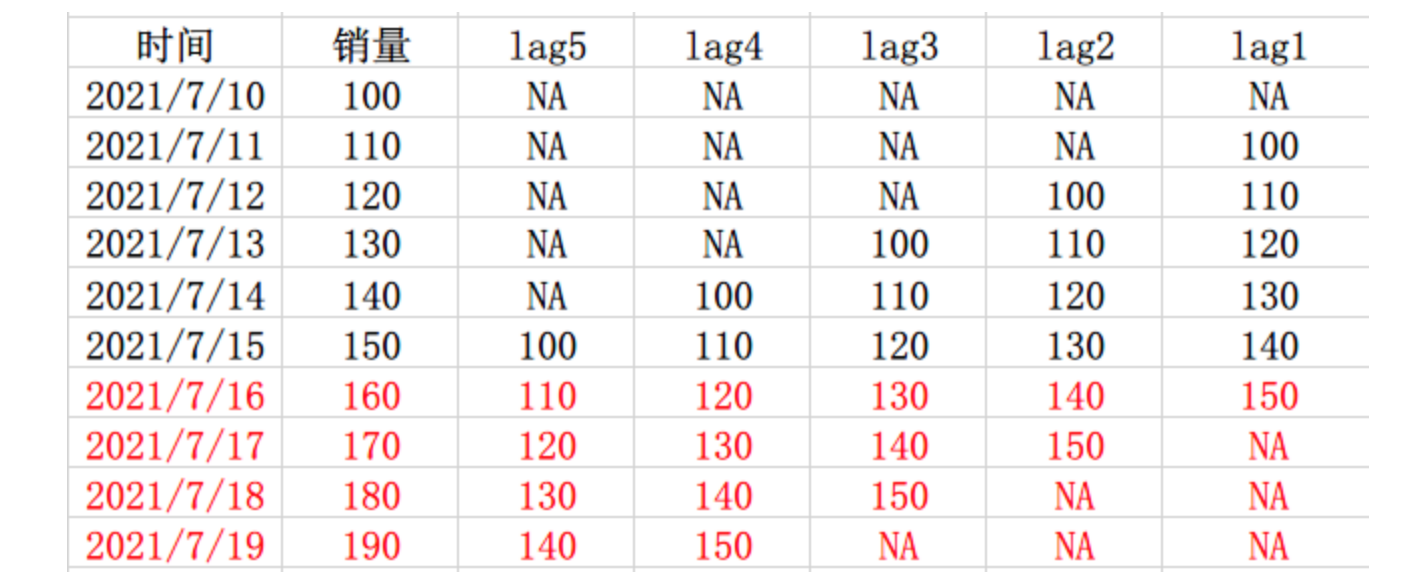 时间 销量 lag5 lag4 lag3 lag2 lag1
2021/7/10 100 NA NA NA NA NA
2021/7/11 110 NA NA NA NA 100
2021/7/12 120 NA NA NA 100 110
2021/7/13 130 NA NA 100 110 120
2021/7/14 140 NA 100 110 120 130
2021/7/15 150 100 110 120 130 140
2021/7/16 160 110 120 130 140 150
2021/7/17 170 120 130 140 150 NA
2021/7/18 180 130 140 150 NA NA
2021/7/19 190 140 150 NA NA NA